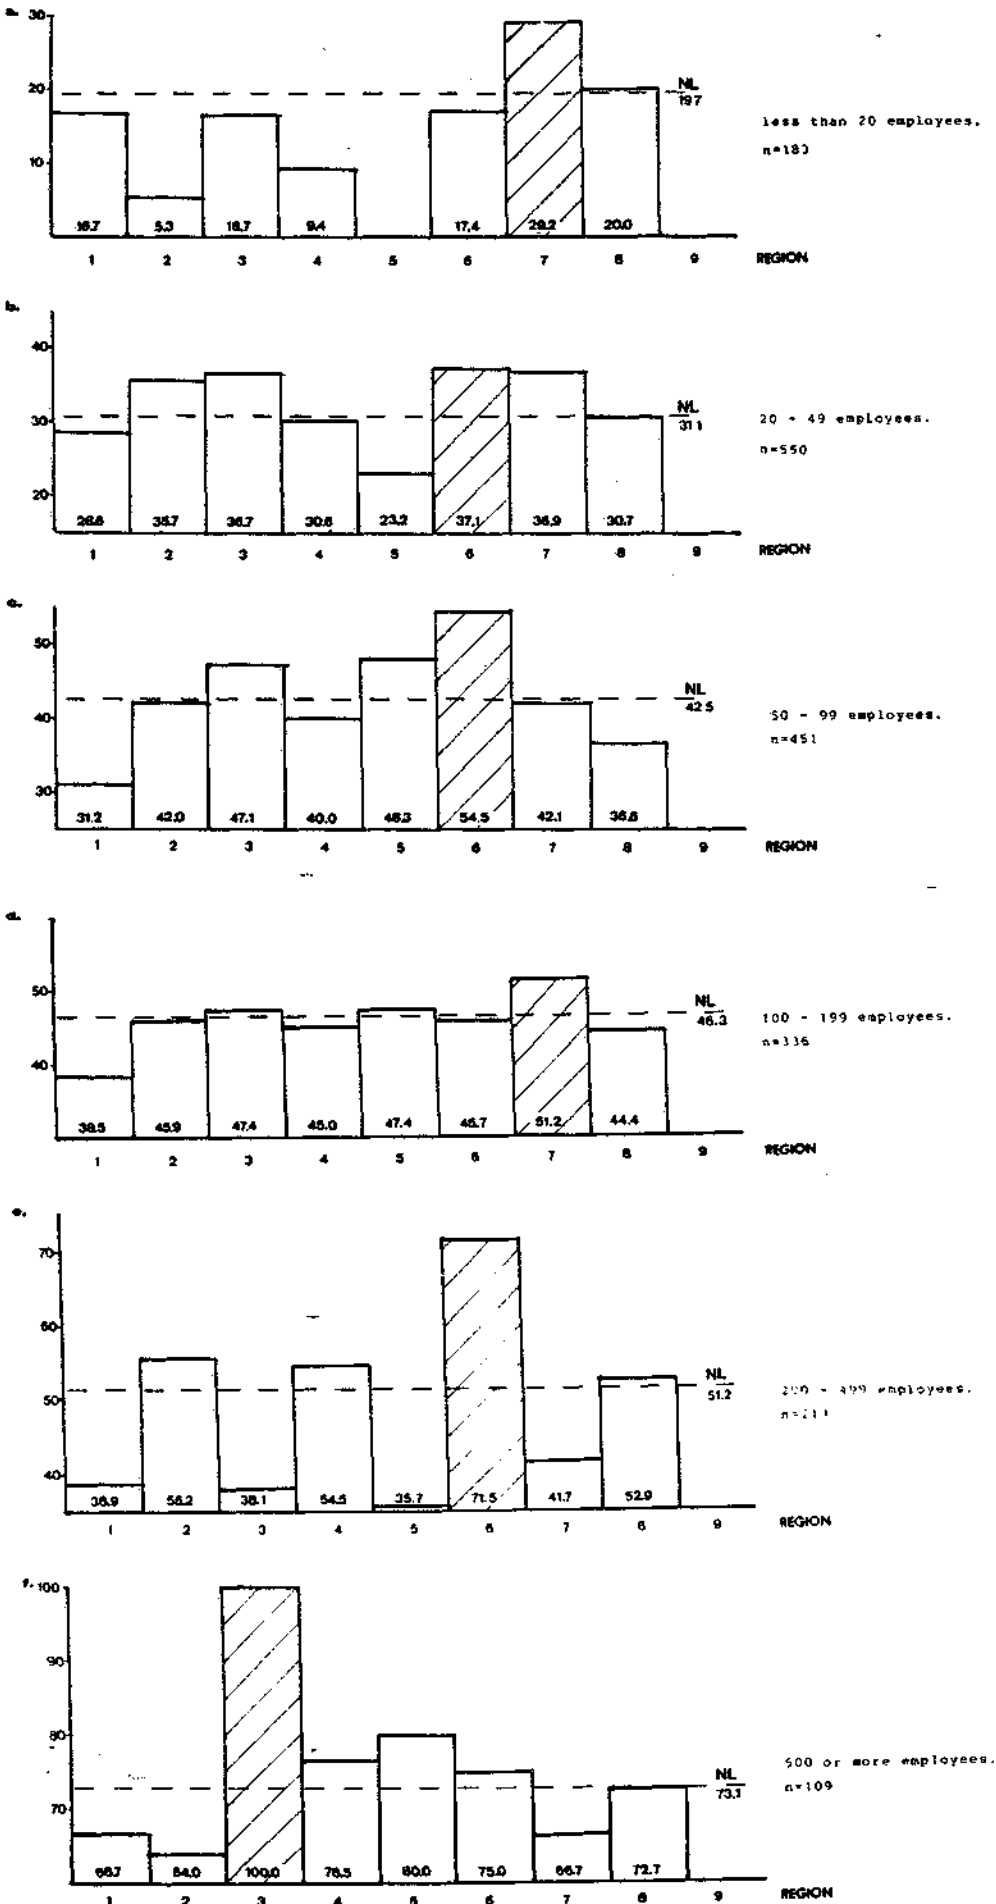 a.
30
20
10
NL
19.7
less than 20 employees.
n=180
16.7 5.3 16.7 9.4 17.4 29.2 20.0
1 2 3 4 5 6 7 8 9 REGION
b.
40
30
20
NL
31.1
20 - 49 employees.
n=550
28.8 35.7 36.7 30.6 23.2 37.1 36.9 30.7
1 2 3 4 5 6 7 8 9 REGION
c.
50
40
30
NL
42.5
50 - 99 employees.
n=451
31.2 42.0 47.1 40.0 48.3 54.5 42.1 36.8
1 2 3 4 5 6 7 8 9 REGION
d.
50
40
NL
46.3
100 - 199 employees.
n=336
38.5 45.9 47.4 45.0 47.4 45.7 51.2 44.4
1 2 3 4 5 6 7 8 9 REGION
e.
70
60
50
40
NL
51.2
200 - 499 employees.
38.9 55.2 38.1 54.5 35.7 71.5 41.7 52.9
1 2 3 4 5 6 7 8 9 REGION
f.
100
90
80
70
NL
73.1
500 or more employees.
n=109
66.7 64.0 100.0 76.5 80.0 75.0 66.7 72.7
1 2 3 4 5 6 7 8 9 REGION